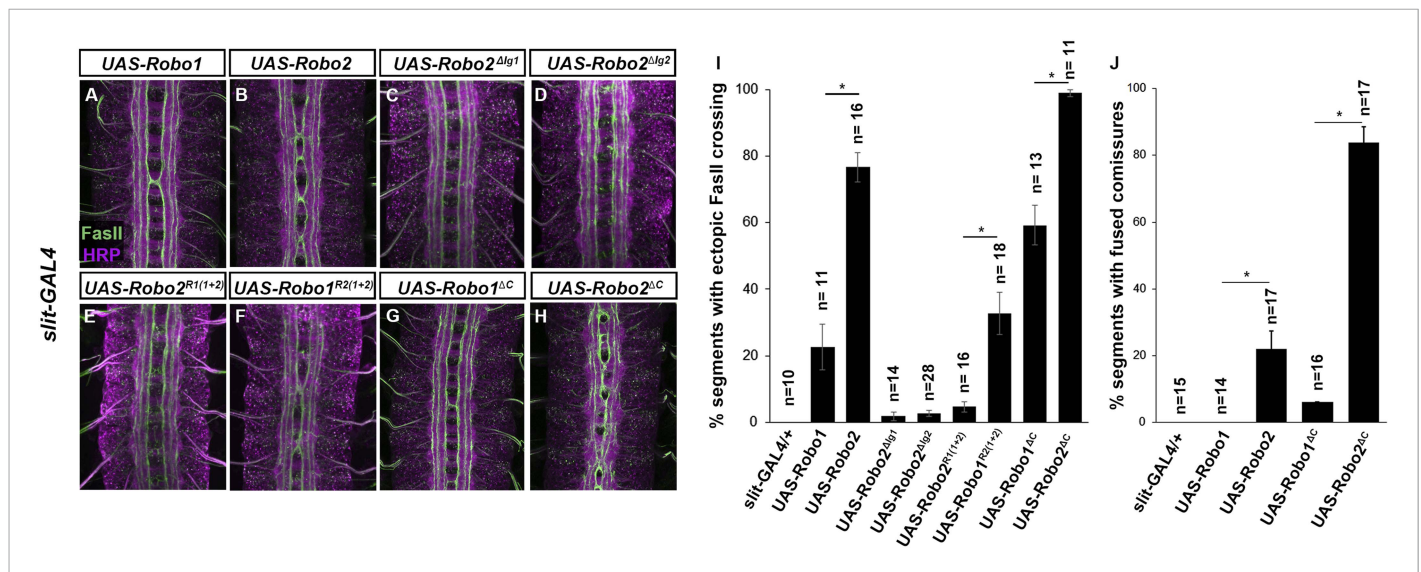 slit-GAL4
UAS-Robo1
UAS-Robo2
UAS-Robo2ΔIg1
UAS-Robo2ΔIg2
A
B
C
D
FasII
HRP
UAS-Robo2R1(1+2)
UAS-Robo1R2(1+2)
UAS-Robo1ΔC
UAS-Robo2ΔC
E
F
G
H
I
% segments with ectopic FasII crossing
100
80
60
40
20
0
n=10
n= 11
*
n= 16
n=14
n=28
n= 16
*
n= 18
n= 13
*
n= 11
slit-GAL4/+
UAS-Robo1
UAS-Robo2
UAS-Robo2ΔIg1
UAS-Robo2ΔIg2
UAS-Robo2R1(1+2)
UAS-Robo1R2(1+2)
UAS-Robo1ΔC
UAS-Robo2ΔC
J
% segments with fused comissures
100
80
60
40
20
0
n=15
n=14
*
n=17
n=16
*
n=17
slit-GAL4/+
UAS-Robo1
UAS-Robo2
UAS-Robo1ΔC
UAS-Robo2ΔC